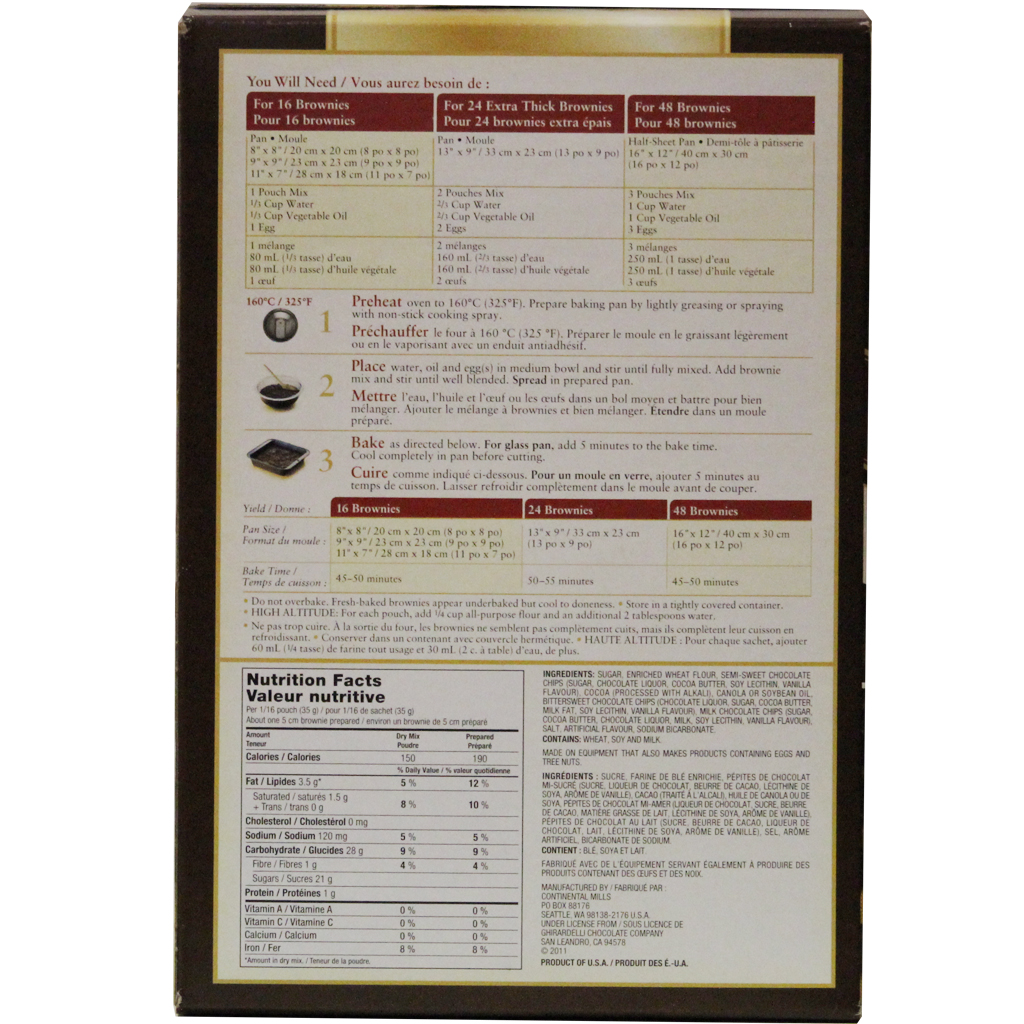 You Will Need / Vous aurez besoin de :
For 16 Brownies
Pour 16 brownies
For 24 Extra Thick Brownies
Pour 24 brownies extra épais
For 48 Brownies
Pour 48 brownies
Pan • Moule
8" x 8" / 20 cm x 20 cm (8 po x 8 po)
9" x 9" / 23 cm x 23 cm (9 po x 9 po)
11" x 7" / 28 cm x 18 cm (11 po x 7 po)
Pan • Moule
13" x 9" / 33 cm x 23 cm (13 po x 9 po)
Half-Sheet Pan • Demi-tôle à pâtisserie
16" x 12" / 40 cm x 30 cm
(16 po x 12 po)
1 Pouch Mix
1/3 Cup Water
1/3 Cup Vegetable Oil
1 Egg
2 Pouches Mix
2/3 Cup Water
2/3 Cup Vegetable Oil
2 Eggs
3 Pouches Mix
1 Cup Water
1 Cup Vegetable Oil
3 Eggs
1 mélange
80 mL (1/3 tasse) d'eau
80 mL (1/3 tasse) d'huile végétale
1 œuf
2 mélanges
160 mL (2/3 tasse) d'eau
160 mL (2/3 tasse) d'huile végétale
2 œufs
3 mélanges
250 mL (1 tasse) d'eau
250 mL (1 tasse) d'huile végétale
3 œufs
160°C / 325°F
1
Preheat oven to 160°C (325°F). Prepare baking pan by lightly greasing or spraying
with non-stick cooking spray.
Préchauffer le four à 160 °C (325 °F). Préparer le moule en le graissant légèrement
ou en le vaporisant avec un enduit antiadhésif.
2
Place water, oil and egg(s) in medium bowl and stir until fully mixed. Add brownie
mix and stir until well blended. Spread in prepared pan.
Mettre l'eau, l'huile et l'œuf ou les œufs dans un bol moyen et battre pour bien
mélanger. Ajouter le mélange à brownies et bien mélanger. Étendre dans un moule
préparé.
3
Bake as directed below. For glass pan, add 5 minutes to the bake time.
Cool completely in pan before cutting.
Cuire comme indiqué ci-dessous. Pour un moule en verre, ajouter 5 minutes au
temps de cuisson. Laisser refroidir complètement dans le moule avant de couper.
Yield / Donne :
16 Brownies
24 Brownies
48 Brownies
Pan Size /
Format du moule :
8"x 8" / 20 cm x 20 cm (8 po x 8 po)
9"x 9" / 23 cm x 23 cm (9 po x 9 po)
11" x 7" / 28 cm x 18 cm (11 po x 7 po)
13" x 9" / 33 cm x 23 cm
(13 po x 9 po)
16"x 12" / 40 cm x 30 cm
(16 po x 12 po)
Bake Time /
Temps de cuisson :
45–50 minutes
50–55 minutes
45–50 minutes
• Do not overbake. Fresh-baked brownies appear underbaked but cool to doneness. • Store in a tightly covered container.
• HIGH ALTITUDE: For each pouch, add 1/4 cup all-purpose flour and an additional 2 tablespoons water.
• Ne pas trop cuire. À la sortie du four, les brownies ne semblent pas complètement cuits, mais ils complètent leur cuisson en
refroidissant. • Conserver dans un contenant avec couvercle hermétique. • HAUTE ALTITUDE : Pour chaque sachet, ajouter
60 mL (1/4 tasse) de farine tout usage et 30 mL (2 c. à table) d'eau, de plus.
Nutrition Facts
Valeur nutritive
Per 1/16 pouch (35 g) / pour 1/16 de sachet (35 g)
About one 5 cm brownie prepared / environ un brownie de 5 cm préparé
Amount Dry Mix Prepared
Teneur Poudre Préparé
Calories / Calories 150 190
% Daily Value / % valeur quotidienne
Fat / Lipides 3.5 g* 5 % 12 %
Saturated / saturés 1.5 g
+ Trans / trans 0 g 8 % 10 %
Cholesterol / Cholestérol 0 mg
Sodium / Sodium 120 mg 5 % 5 %
Carbohydrate / Glucides 28 g 9 % 9 %
Fibre / Fibres 1 g 4 % 4 %
Sugars / Sucres 21 g
Protein / Protéines 1 g
Vitamin A / Vitamine A 0 % 0 %
Vitamin C / Vitamine C 0 % 0 %
Calcium / Calcium 0 % 0 %
Iron / Fer 8 % 8 %
*Amount in dry mix. / Teneur de la poudre.
INGREDIENTS: SUGAR, ENRICHED WHEAT FLOUR, SEMI-SWEET CHOCOLATE
CHIPS (SUGAR, CHOCOLATE LIQUOR, COCOA BUTTER, SOY LECITHIN, VANILLA
FLAVOUR), COCOA (PROCESSED WITH ALKALI), CANOLA OR SOYBEAN OIL,
BITTERSWEET CHOCOLATE CHIPS (CHOCOLATE LIQUOR, SUGAR, COCOA BUTTER,
MILK FAT, SOY LECITHIN, VANILLA FLAVOUR), MILK CHOCOLATE CHIPS (SUGAR,
COCOA BUTTER, CHOCOLATE LIQUOR, MILK, SOY LECITHIN, VANILLA FLAVOUR),
SALT, ARTIFICIAL FLAVOUR, SODIUM BICARBONATE.
CONTAINS: WHEAT, SOY AND MILK.
MADE ON EQUIPMENT THAT ALSO MAKES PRODUCTS CONTAINING EGGS AND
TREE NUTS.
INGRÉDIENTS : SUCRE, FARINE DE BLÉ ENRICHIE, PÉPITES DE CHOCOLAT
MI-SUCRÉ (SUCRE, LIQUEUR DE CHOCOLAT, BEURRE DE CACAO, LÉCITHINE DE
SOYA, ARÔME DE VANILLE), CACAO (TRAITÉ À L'ALCALI), HUILE DE CANOLA OU DE
SOYA, PÉPITES DE CHOCOLAT MI-AMER (LIQUEUR DE CHOCOLAT, SUCRE, BEURRE
DE CACAO, MATIÈRE GRASSE DE LAIT, LÉCITHINE DE SOYA, ARÔME DE VANILLE),
PÉPITES DE CHOCOLAT AU LAIT (SUCRE, BEURRE DE CACAO, LIQUEUR DE
CHOCOLAT, LAIT, LÉCITHINE DE SOYA, ARÔME DE VANILLE), SEL, ARÔME
ARTIFICIEL, BICARBONATE DE SODIUM.
CONTIENT : BLÉ, SOYA ET LAIT.
FABRIQUÉ AVEC DE L'ÉQUIPEMENT SERVANT ÉGALEMENT À PRODUIRE DES
PRODUITS CONTENANT DES ŒUFS ET DES NOIX.
MANUFACTURED BY / FABRIQUÉ PAR :
CONTINENTAL MILLS
PO BOX 88176
SEATTLE, WA 98138-2176 U.S.A.
UNDER LICENSE FROM / SOUS LICENCE DE
GHIRARDELLI CHOCOLATE COMPANY
SAN LEANDRO, CA 94578
© 2011
PRODUCT OF U.S.A. / PRODUIT DES É.-U.A.